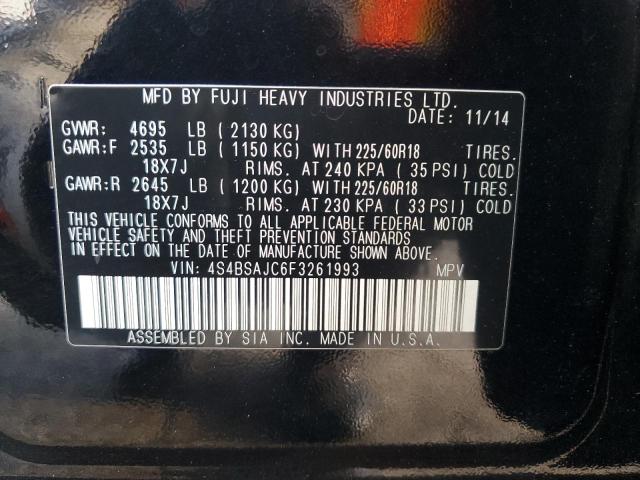 MFD BY FUJI HEAVY INDUSTRIES LTD.
DATE: 11/14
GVWR: 4695 LB (2130 KG)
GAWR:F 2535 LB (1150 KG) WITH 225/60R18 TIRES.
18X7J RIMS. AT 240 KPA (35 PSI) COLD
GAWR:R 2645 LB (1200 KG) WITH 225/60R18 TIRES.
18X7J RIMS. AT 230 KPA (33 PSI) COLD
THIS VEHICLE CONFORMS TO ALL APPLICABLE FEDERAL MOTOR
VEHICLE SAFETY AND THEFT PREVENTION STANDARDS
IN EFFECT ON THE DATE OF MANUFACTURE SHOWN ABOVE.
VIN: 4S4BSAJC6F3261993 MPV
ASSEMBLED BY SIA INC. MADE IN U.S.A.